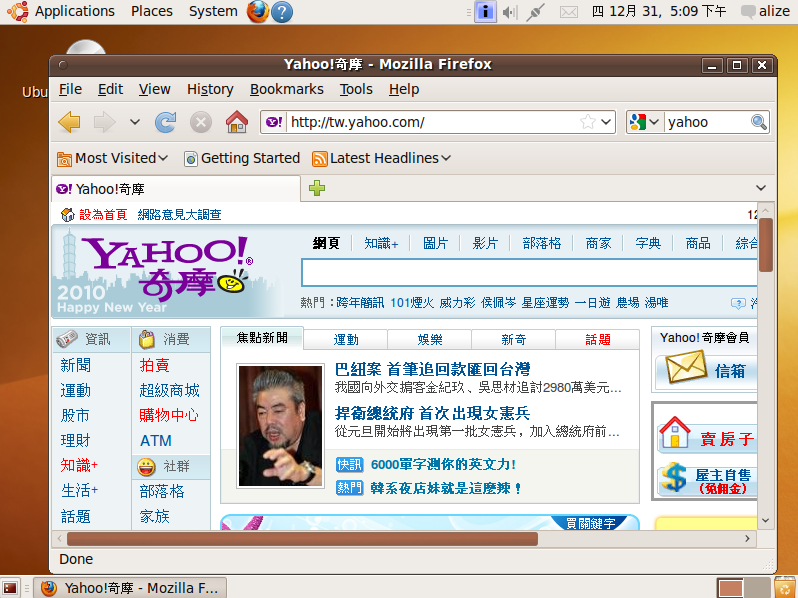 Applications Places System ? i 四 12月 31, 5:09 下午 alize
Ubu
Yahoo!奇摩 - Mozilla Firefox
File Edit View History Bookmarks Tools Help
Y! http://tw.yahoo.com/ yahoo
Most Visited Getting Started Latest Headlines
Y! Yahoo!奇摩
設為首頁 網路意見大調查 12
YAHOO!®
奇摩
2010
Happy New Year
網頁 知識+ 圖片 影片 部落格 商家 字典 商品 綜合
熱門：跨年簡訊 101煙火 威力彩 侯佩岑 星座運勢 一日遊 農場 湯唯
資訊 消費
新聞 拍賣
運動 超級商城
股市 購物中心
理財 ATM
知識+ 社群
生活+ 部落格
話題 家族
焦點新聞 運動 娛樂 新奇 話題
巴紐案 首筆追回款匯回台灣
我國向外交掮客金紀玖、吳思材追討2980萬美元...
捍衛總統府 首次出現女憲兵
從元旦開始將出現第一批女憲兵，加入總統府前...
快訊 6000單字測你的英文力!
熱門 韓系夜店妹就是這麼辣！
買關鍵字
Yahoo!奇摩會員
信箱
賣房子
屋主自售
(免佣金)
Done
Yahoo!奇摩 - Mozilla F...